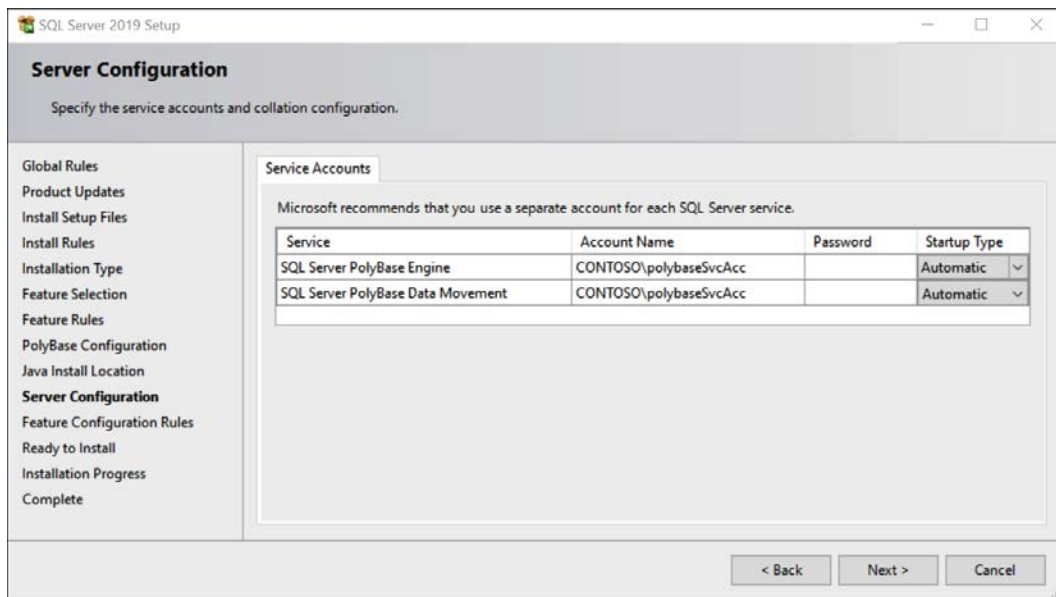 SQL Server 2019 Setup
Server Configuration
Specify the service accounts and collation configuration.
Global Rules
Product Updates
Install Setup Files
Install Rules
Installation Type
Feature Selection
Feature Rules
PolyBase Configuration
Java Install Location
Server Configuration
Feature Configuration Rules
Ready to Install
Installation Progress
Complete
Service Accounts
Microsoft recommends that you use a separate account for each SQL Server service.
Service Account Name Password Startup Type
SQL Server PolyBase Engine CONTOSO\polybaseSvcAcc Automatic
SQL Server PolyBase Data Movement CONTOSO\polybaseSvcAcc Automatic
< Back Next > Cancel